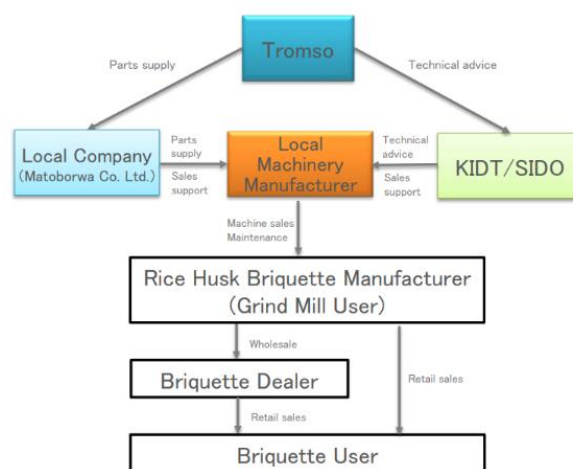 Tromso
Parts supply
Technical advice
Local Company
(Matoborwa Co. Ltd.)
Parts
supply
Sales
support
Local
Machinery
Manufacturer
Technical
advice
Sales
support
KIDT/SIDO
Machine sales
Maintenance
Rice Husk Briquette Manufacturer
(Grind Mill User)
Wholesale
Retail sales
Briquette Dealer
Retail sales
Briquette User